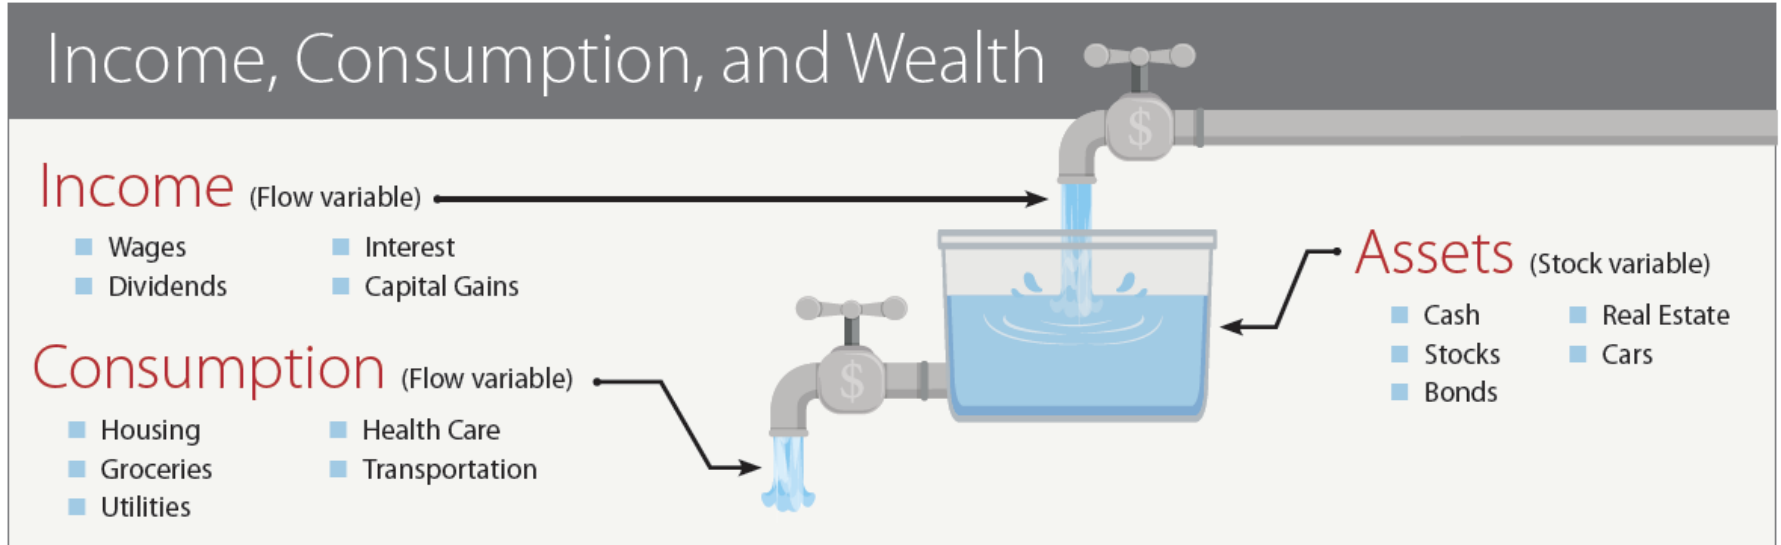 Income, Consumption, and Wealth
$
Income (Flow variable)
Wages
Interest
Dividends
Capital Gains
Assets (Stock variable)
Cash
Real Estate
Stocks
Cars
Bonds
Consumption (Flow variable)
$
Housing
Health Care
Groceries
Transportation
Utilities